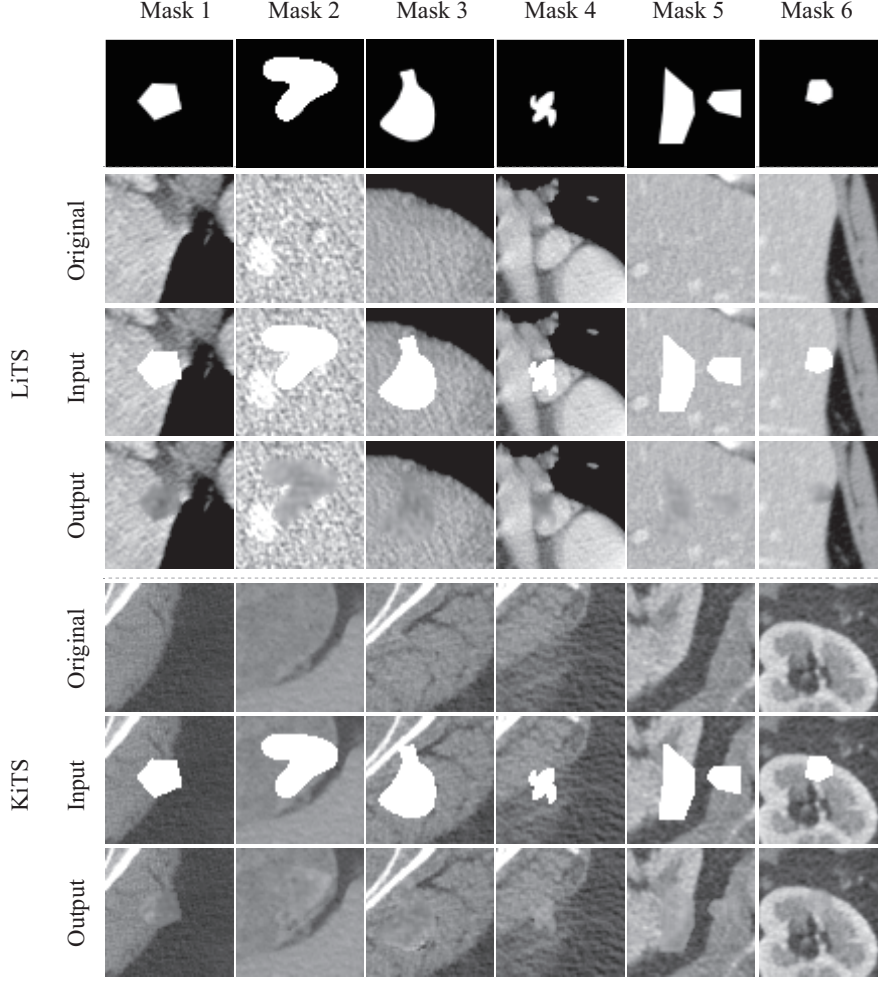 Mask 1 Mask 2 Mask 3 Mask 4 Mask 5 Mask 6
LiTS
Original
Input
Output
KiTS
Original
Input
Output